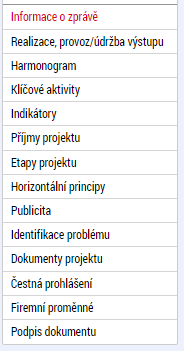 Informace o zprávě
Realizace, provoz/údržba výstupu
Harmonogram
Klíčové aktivity
Indikátory
Příjmy projektu
Etapy projektu
Horizontální principy
Publicita
Identifikace problému
Dokumenty projektu
Čestná prohlášení
Firemní proměnné
Podpis dokumentu